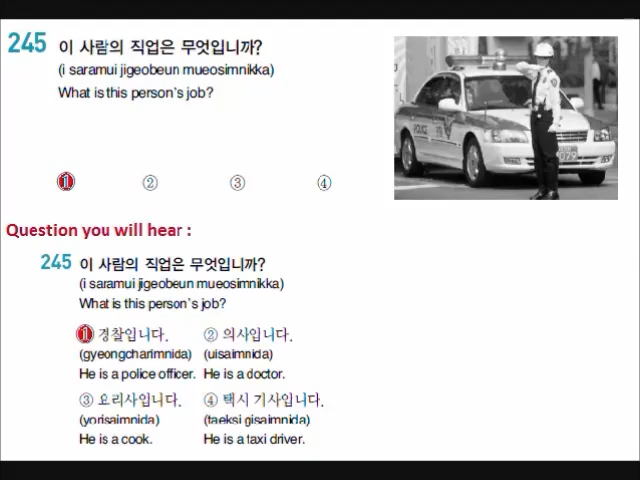 245 이 사람의 직업은 무엇입니까?
(i saramui jigeobeun mueosimnikka)
What is this person's job?
POLICE
① ② ③ ④
Question you will hear :
245 이 사람의 직업은 무엇입니까?
(i saramui jigeobeun mueosimnikka)
What is this person's job?
① 경찰입니다. ② 의사입니다.
(gyeongcharimnida) (uisaimnida)
He is a police officer. He is a doctor.
③ 요리사입니다. ④ 택시 기사입니다.
(yorisaimnida) (taeksi gisaimnida)
He is a cook. He is a taxi driver.